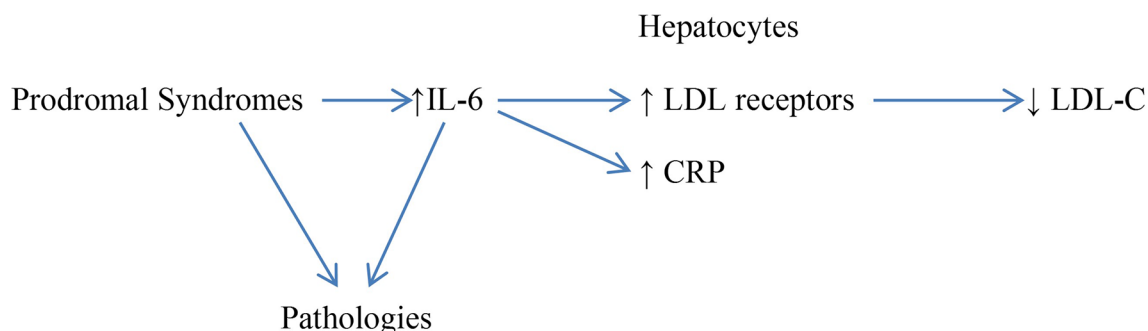 Hepatocytes
Prodromal Syndromes ↑IL-6 ↑ LDL receptors ↓ LDL-C
↑ CRP
Pathologies